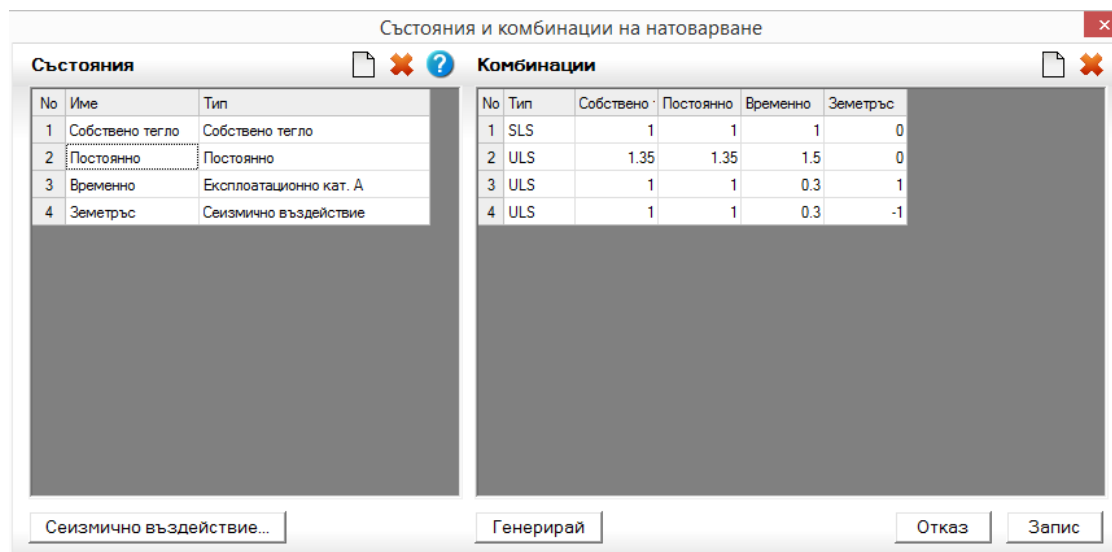 Състояния и комбинации на натоварване
Състояния
No Име Тип
1 Собствено тегло Собствено тегло
2 Постоянно Постоянно
3 Временно Експлоатационно кат. А
4 Земетръс Сеизмично въздействие
Сеизмично въздействие...
Комбинации
No Тип Собствено Постоянно Временно Земетръс
1 SLS 1 1 1 0
2 ULS 1.35 1.35 1.5 0
3 ULS 1 1 0.3 1
4 ULS 1 1 0.3 -1
Генерирай Отказ Запис